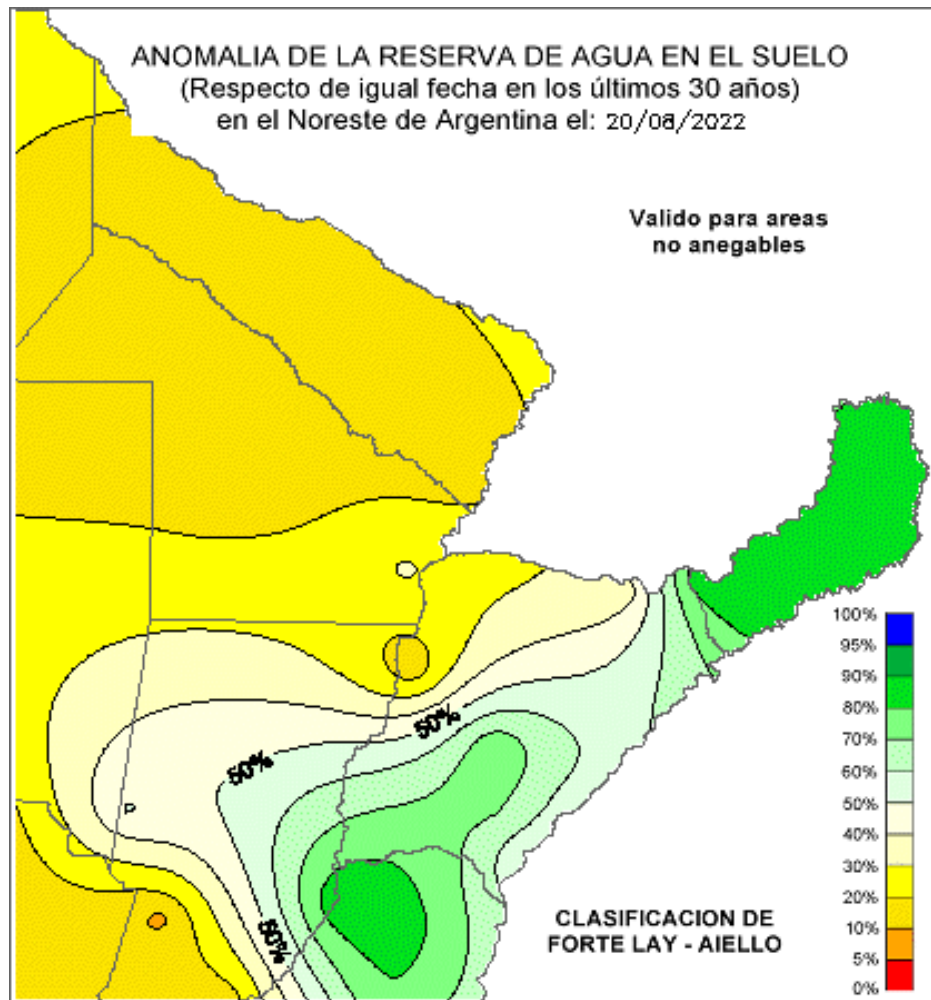 ANOMALIA DE LA RESERVA DE AGUA EN EL SUELO
(Respecto de igual fecha en los últimos 30 años)
en el Noreste de Argentina el: 20/08/2022
Valido para areas
no anegables
50%
50%
50%
P
100%
95%
90%
80%
70%
60%
50%
40%
30%
20%
10%
5%
0%
CLASIFICACION DE
FORTE LAY - AIELLO